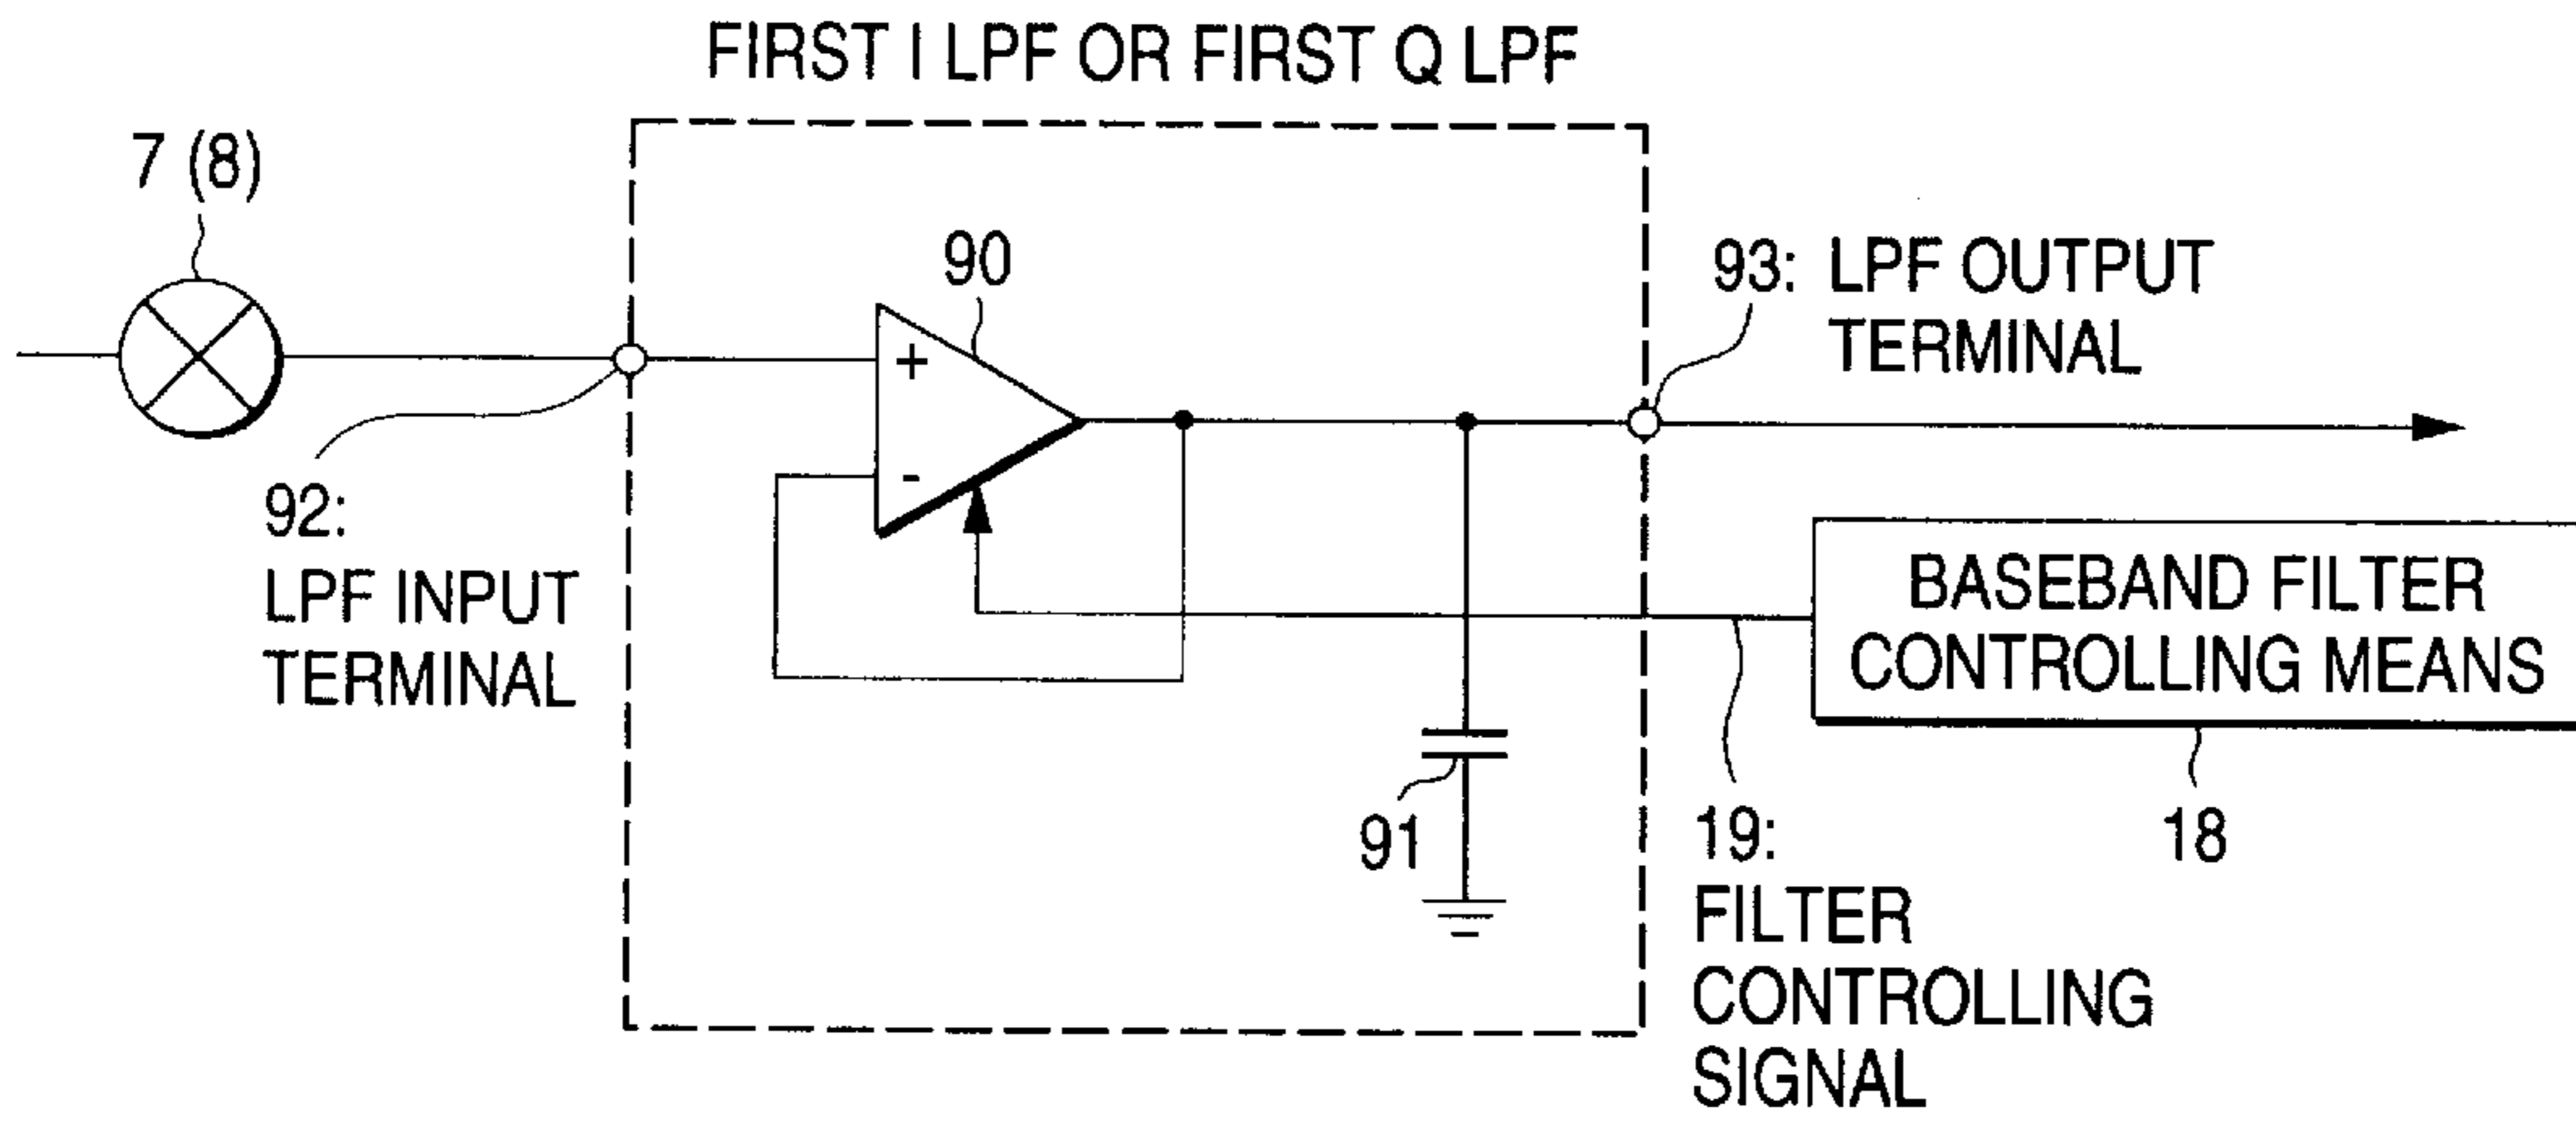 FIRST I LPF OR FIRST Q LPF
7 (8)
90
+
-
93: LPF OUTPUT
TERMINAL
92:
LPF INPUT
TERMINAL
BASEBAND FILTER
CONTROLLING MEANS
91
19:
FILTER
CONTROLLING
SIGNAL
18